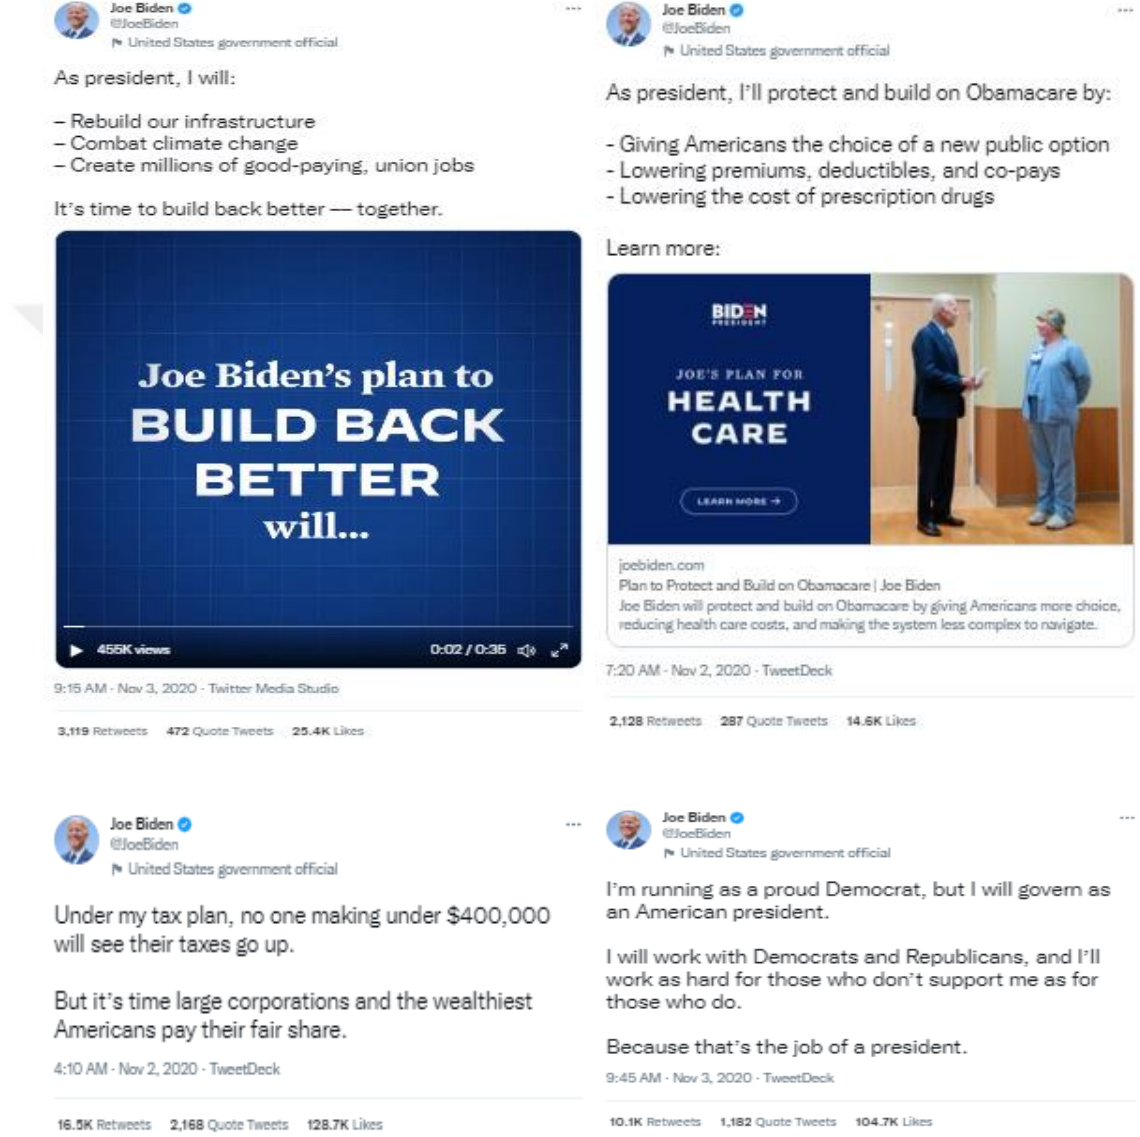 Joe Biden
@JoeBiden
United States government official
As president, I will:
– Rebuild our infrastructure
– Combat climate change
– Create millions of good-paying, union jobs
It's time to build back better — together.
Joe Biden's plan to
BUILD BACK
BETTER
will...
455K views
0:02 / 0:35
9:15 AM · Nov 3, 2020 · Twitter Media Studio
3,119 Retweets 472 Quote Tweets 25.4K Likes
Joe Biden
@JoeBiden
United States government official
As president, I'll protect and build on Obamacare by:
- Giving Americans the choice of a new public option
- Lowering premiums, deductibles, and co-pays
- Lowering the cost of prescription drugs
Learn more:
BIDEN
PRESIDENT
JOE'S PLAN FOR
HEALTH
CARE
LEARN MORE →
joebiden.com
Plan to Protect and Build on Obamacare | Joe Biden
Joe Biden will protect and build on Obamacare by giving Americans more choice,
reducing health care costs, and making the system less complex to navigate.
7:20 AM · Nov 2, 2020 · TweetDeck
2,128 Retweets 287 Quote Tweets 14.6K Likes
Joe Biden
@JoeBiden
United States government official
Under my tax plan, no one making under $400,000
will see their taxes go up.
But it's time large corporations and the wealthiest
Americans pay their fair share.
4:10 AM · Nov 2, 2020 · TweetDeck
16.5K Retweets 2,168 Quote Tweets 128.7K Likes
Joe Biden
@JoeBiden
United States government official
I'm running as a proud Democrat, but I will govern as
an American president.
I will work with Democrats and Republicans, and I'll
work as hard for those who don't support me as for
those who do.
Because that's the job of a president.
9:45 AM · Nov 3, 2020 · TweetDeck
10.1K Retweets 1,182 Quote Tweets 104.7K Likes